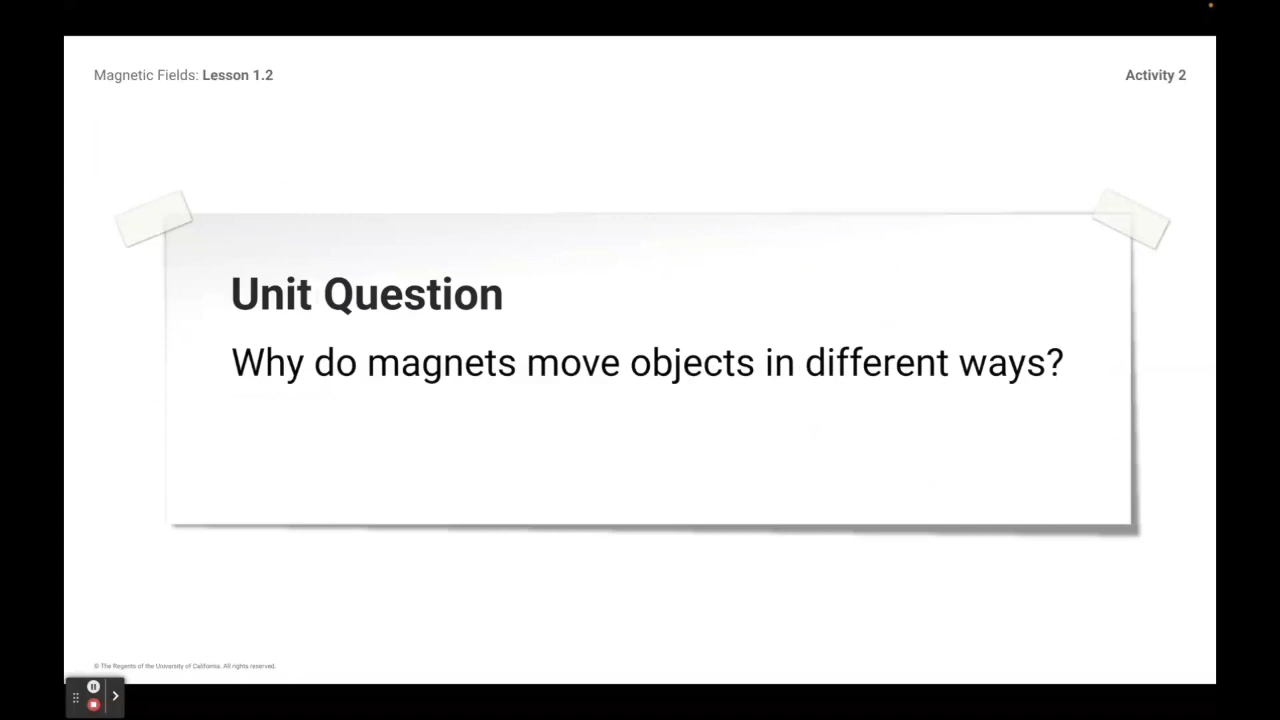 Magnetic Fields: Lesson 1.2
Activity 2
Unit Question
Why do magnets move objects in different ways?
© The Regents of the University of California. All rights reserved.